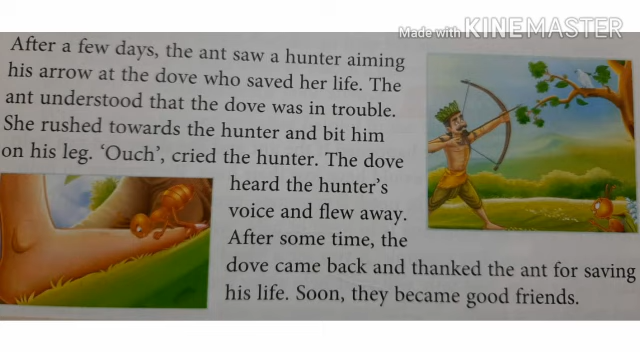 Made with KINEMASTER
After a few days, the ant saw a hunter aiming
his arrow at the dove who saved her life. The
ant understood that the dove was in trouble.
She rushed towards the hunter and bit him
on his leg. ‘Ouch’, cried the hunter. The dove
heard the hunter’s
voice and flew away.
After some time, the
dove came back and thanked the ant for saving
his life. Soon, they became good friends.